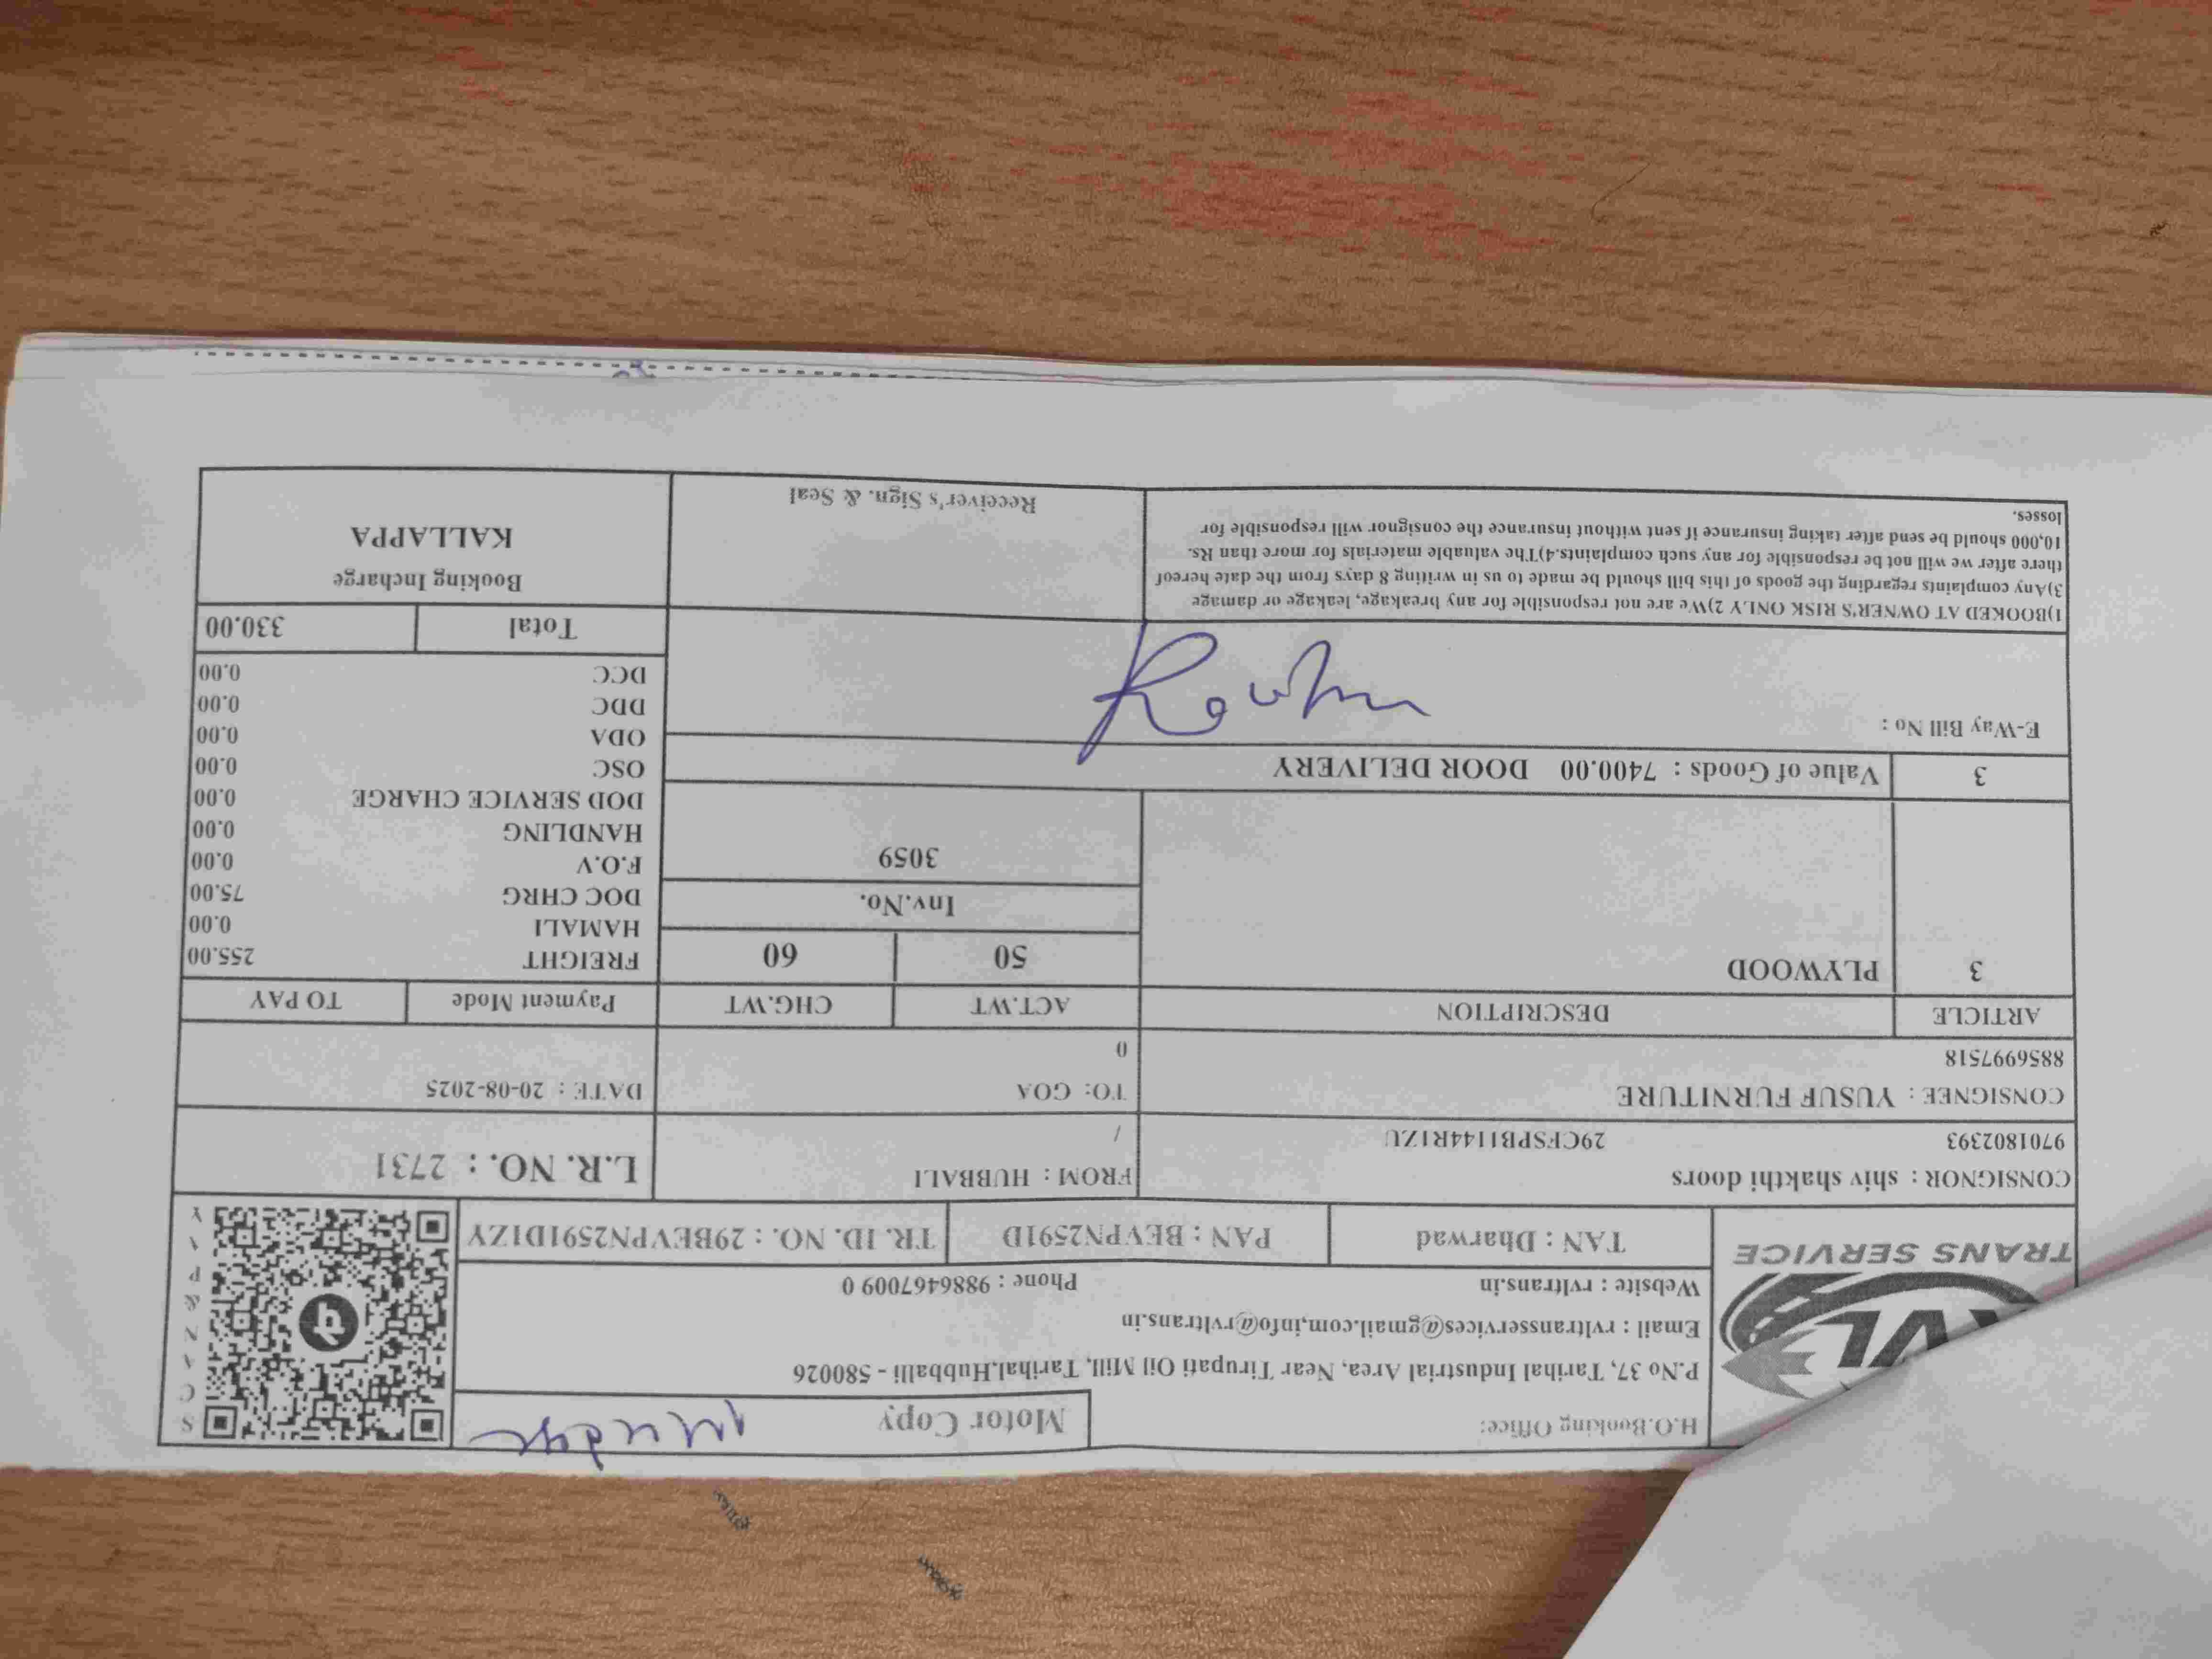 H.O.Booking Office:
Motor Copy
P.No 37, Tarihal Industrial Area, Near Tirupati Oil Mill, Tarihal,Hubballi - 580026
Email : rvltransservices@gmail.com,info@rvltrans.in
Website : rvltrans.in Phone : 9886467009 0
VL
TRANS SERVICE
TAN : Dharwad PAN : BEVPN2591D TR. ID. NO. : 29BEVPN2591D1ZY
SCAN & PAY
CONSIGNOR : shiv shakthi doors
9701802393 29CFSPB1144R1ZU
FROM : HUBBALI
/
L.R. NO. : 2731
CONSIGNEE : YUSUF FURNITURE
8856997518
TO: GOA
0
DATE : 20-08-2025
ARTICLE DESCRIPTION ACT.WT CHG.WT Payment Mode TO PAY
3 PLYWOOD 50 60
Inv.No.
3059
FREIGHT 255.00
HAMALI 0.00
DOC CHRG 75.00
F.O.V 0.00
HANDLING 0.00
DOD SERVICE CHARGE 0.00
OSC 0.00
ODA 0.00
DDC 0.00
DCC 0.00
3 Value of Goods : 7400.00 DOOR DELIVERY
E-Way Bill No :
Total 330.00
1)BOOKED AT OWNER'S RISK ONLY 2)We are not responsible for any breakage, leakage or damage
3)Any complaints regarding the goods of this bill should be made to us in writing 8 days from the date hereof
there after we will not be responsible for any such complaints.4)The valuable materials for more than Rs.
10,000 should be send after taking insurance if sent without insurance the consignor will responsible for
losses.
Receiver's Sign. & Seal
Booking Incharge
KALLAPPA